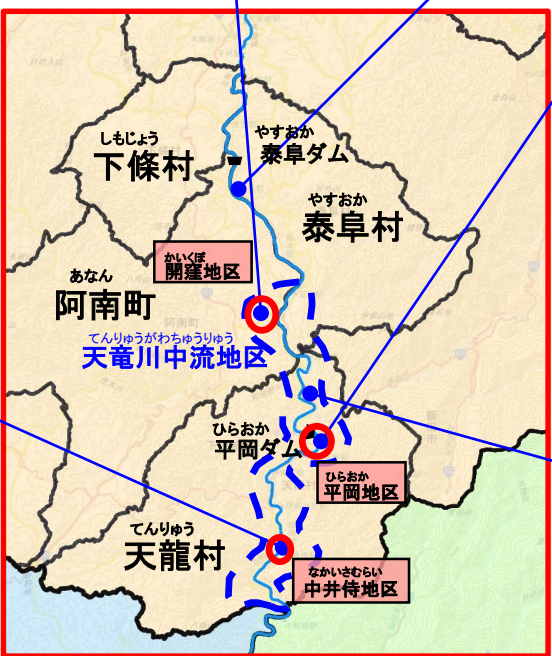 しもじょう
下條村
やすおか
泰阜ダム
やすおか
泰阜村
かいくぼ
開窪地区
あなん
阿南町
阿南町
てんりゅうがわちゅうりゅう
天竜川中流地区
ひらおか
平岡ダム
ひらおか
平岡地区
てんりゅう
天龍村
なかいさむらい
中井侍地区